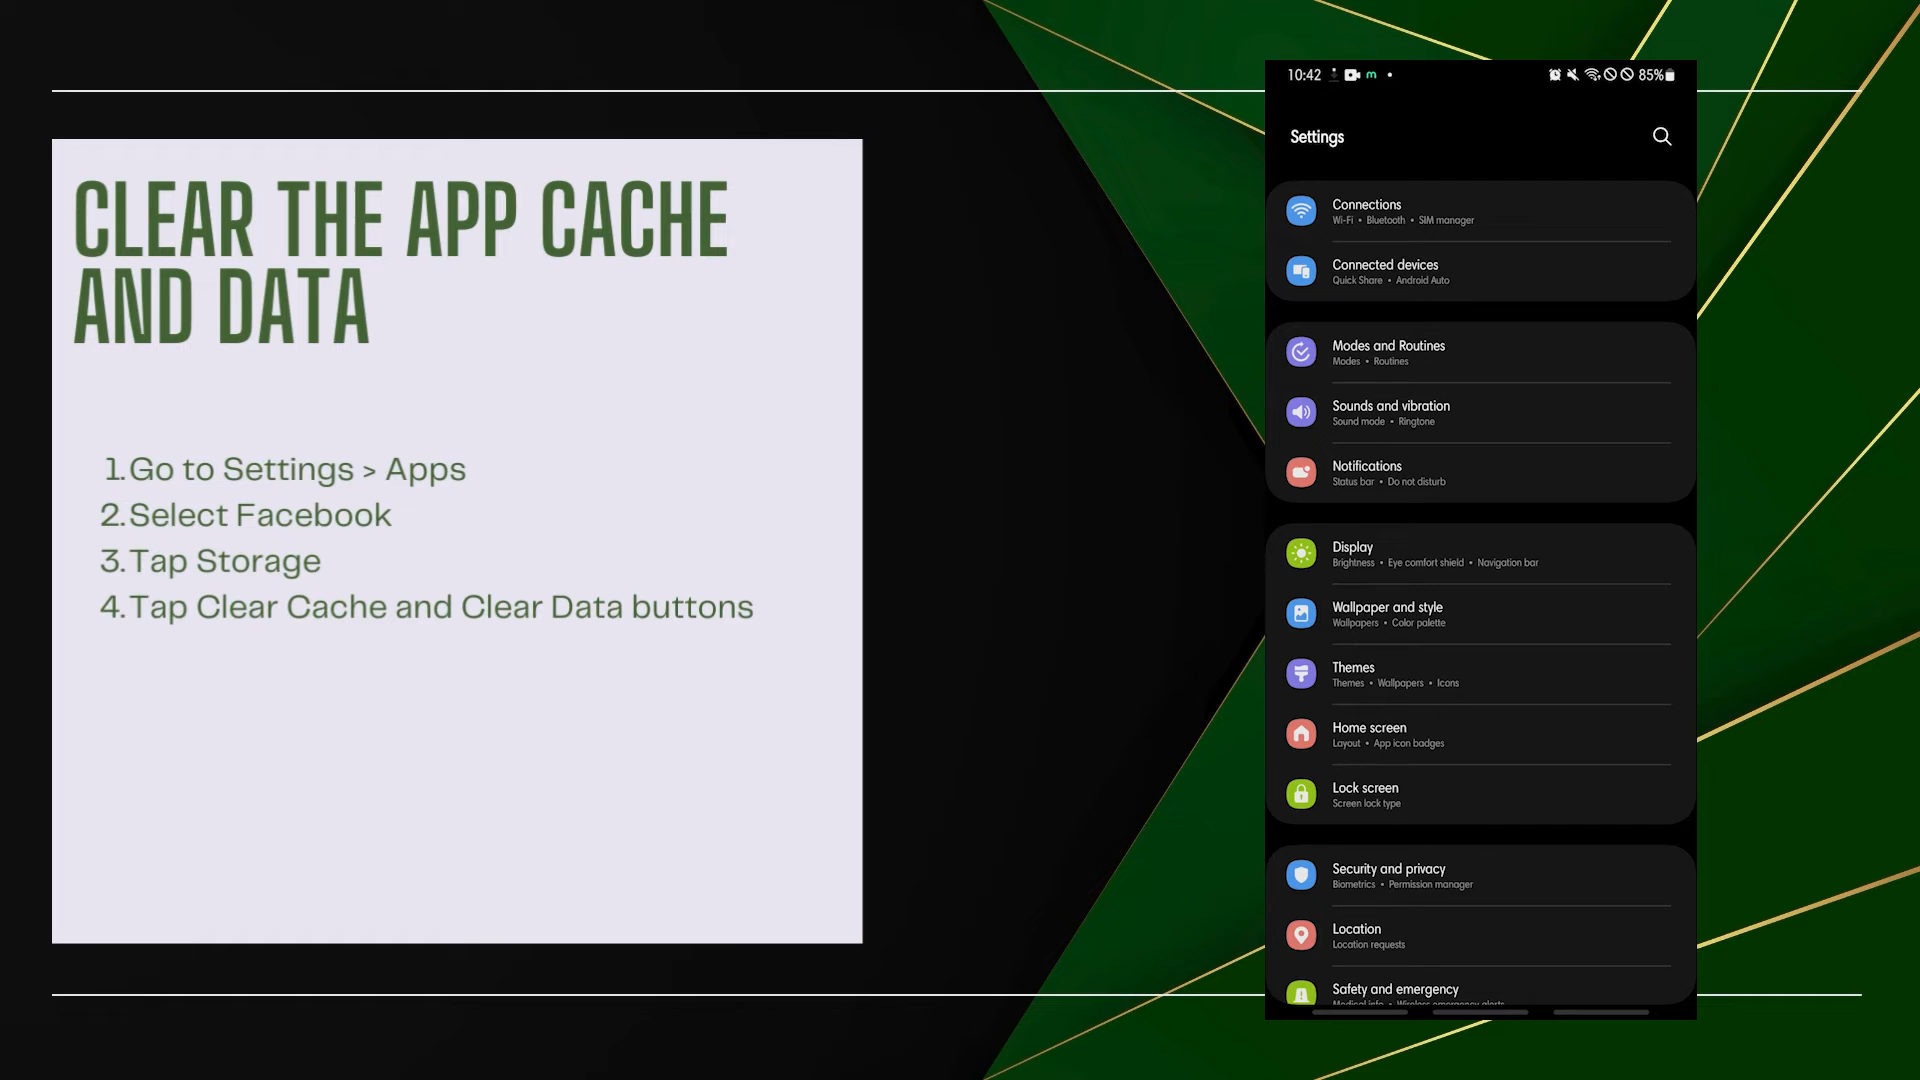 CLEAR THE APP CACHE
AND DATA
1. Go to Settings > Apps
2. Select Facebook
3. Tap Storage
4. Tap Clear Cache and Clear Data buttons
10:42
85%
Settings
Connections
Wi-Fi • Bluetooth • SIM manager
Connected devices
Quick Share • Android Auto
Modes and Routines
Modes • Routines
Sounds and vibration
Sound mode • Ringtone
Notifications
Status bar • Do not disturb
Display
Brightness • Eye comfort shield • Navigation bar
Wallpaper and style
Wallpapers • Color palette
Themes
Themes • Wallpapers • Icons
Home screen
Layout • App icon badges
Lock screen
Screen lock type
Security and privacy
Biometrics • Permission manager
Location
Location requests
Safety and emergency
Medical info • Wireless emergency alerts